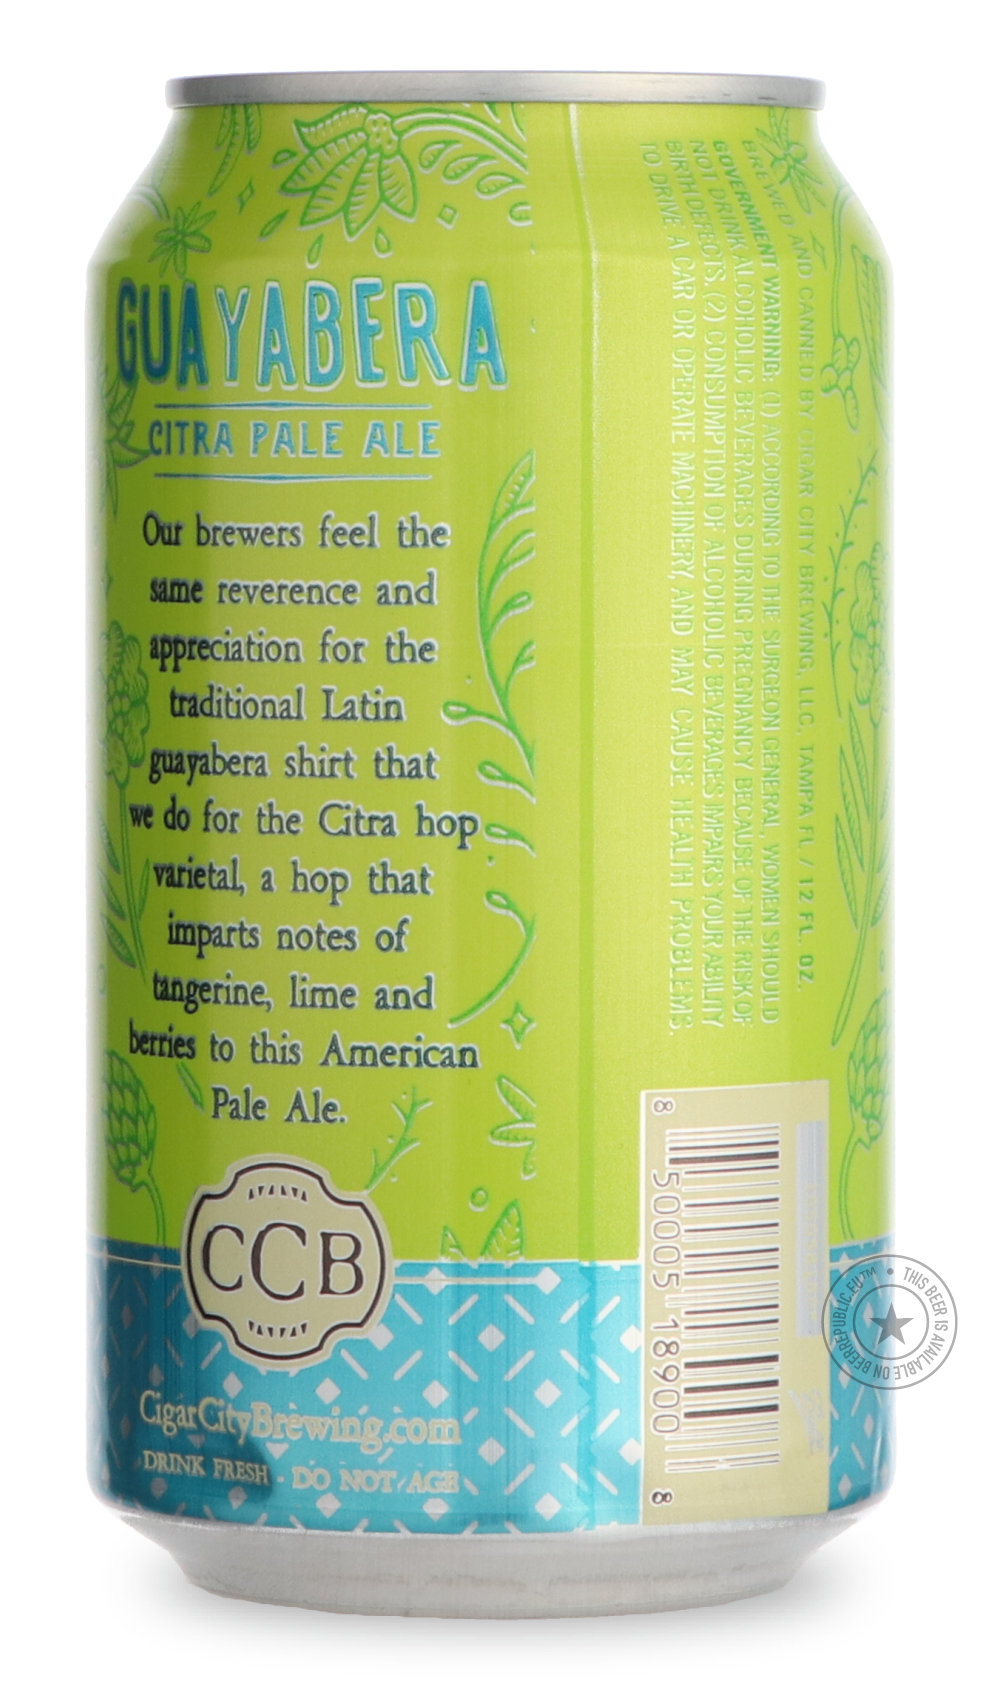 GUAYABERA
CITRA PALE ALE
Our brewers feel the
same reverence and
appreciation for the
traditional Latin
guayabera shirt that
we do for the Citra hop
varietal, a hop that
imparts notes of
tangerine, lime and
berries to this American
Pale Ale.
CCB
CigarCityBrewing.com
DRINK FRESH - DO NOT AGE
BREWED AND CANNED BY CIGAR CITY BREWING, LLC, TAMPA FL / 12 FL. OZ.
GOVERNMENT WARNING: (1) ACCORDING TO THE SURGEON GENERAL, WOMEN SHOULD
NOT DRINK ALCOHOLIC BEVERAGES DURING PREGNANCY BECAUSE OF THE RISK OF
BIRTH DEFECTS. (2) CONSUMPTION OF ALCOHOLIC BEVERAGES IMPAIRS YOUR ABILITY
TO DRIVE A CAR OR OPERATE MACHINERY, AND MAY CAUSE HEALTH PROBLEMS.
8 50005 18900 8
THIS BEER IS AVAILABLE ON BEERREPUBLIC.EU™